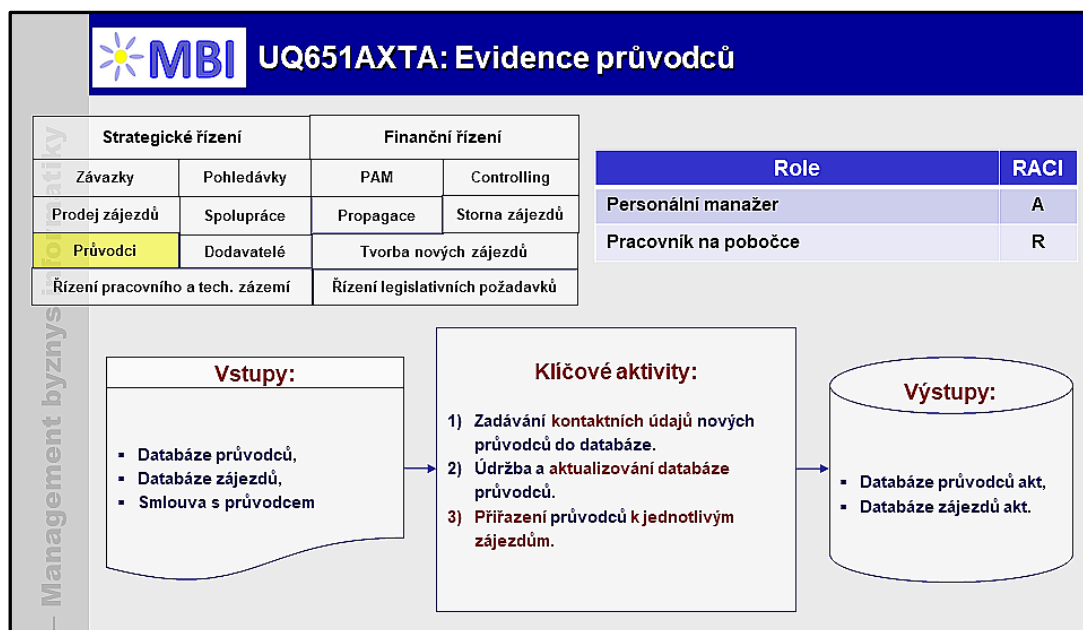 MBI UQ651AXTA: Evidence průvodců
Strategické řízení Finanční řízení
Závazky Pohledávky PAM Controlling
Prodej zájezdů Spolupráce Propagace Storna zájezdů
Průvodci Dodavatelé Tvorba nových zájezdů
Řízení pracovního a tech. zázemí Řízení legislativních požadavků
Role RACI
Personální manažer A
Pracovník na pobočce R
Vstupy:
▪ Databáze průvodců,
▪ Databáze zájezdů,
▪ Smlouva s průvodcem
Klíčové aktivity:
1) Zadávání kontaktních údajů nových
průvodců do databáze.
2) Údržba a aktualizování databáze
průvodců.
3) Přiřazení průvodců k jednotlivým
zájezdům.
Výstupy:
▪ Databáze průvodců akt,
▪ Databáze zájezdů akt.
– Management byznys informatiky